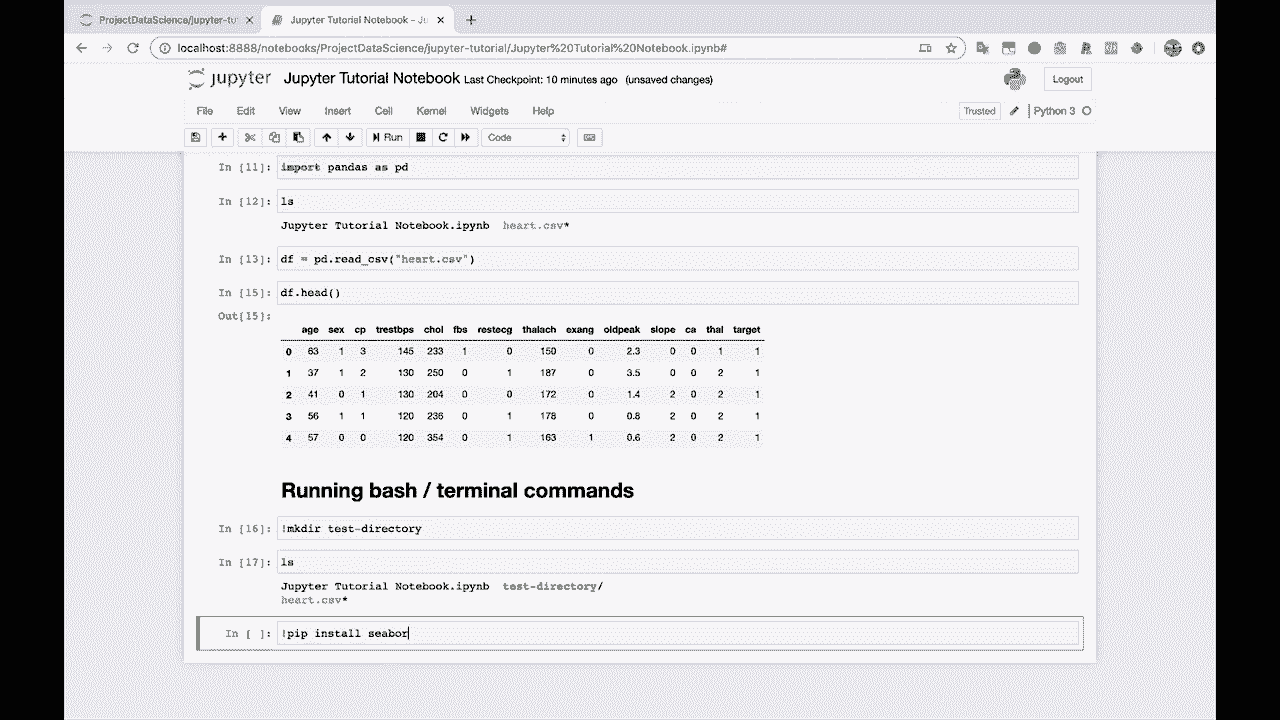 ProjectDataScience/jupyter-tu
Jupyter Tutorial Notebook - Ju
localhost:8888/notebooks/ProjectDataScience/jupyter-tutorial/Jupyter%20Tutorial%20Notebook.ipynb#
jupyter Jupyter Tutorial Notebook Last Checkpoint: 10 minutes ago (unsaved changes) Logout
File Edit View Insert Cell Kernel Widgets Help Trusted Python 3
Run Code
In [11]: import pandas as pd
In [12]: ls
Jupyter Tutorial Notebook.ipynb heart.csv*
In [13]: df = pd.read_csv("heart.csv")
In [15]: df.head()
Out[15]:
age sex cp trestbps chol fbs restecg thalach exang oldpeak slope ca thal target
0 63 1 3 145 233 1 0 150 0 2.3 0 0 1 1
1 37 1 2 130 250 0 1 187 0 3.5 0 0 2 1
2 41 0 1 130 204 0 0 172 0 1.4 2 0 2 1
3 56 1 1 120 236 0 1 178 0 0.8 2 0 2 1
4 57 0 0 120 354 0 1 163 1 0.6 2 0 2 1
Running bash / terminal commands
In [16]: !mkdir test-directory
In [17]: ls
Jupyter Tutorial Notebook.ipynb test-directory/
heart.csv*
In [ ]: !pip install seabor